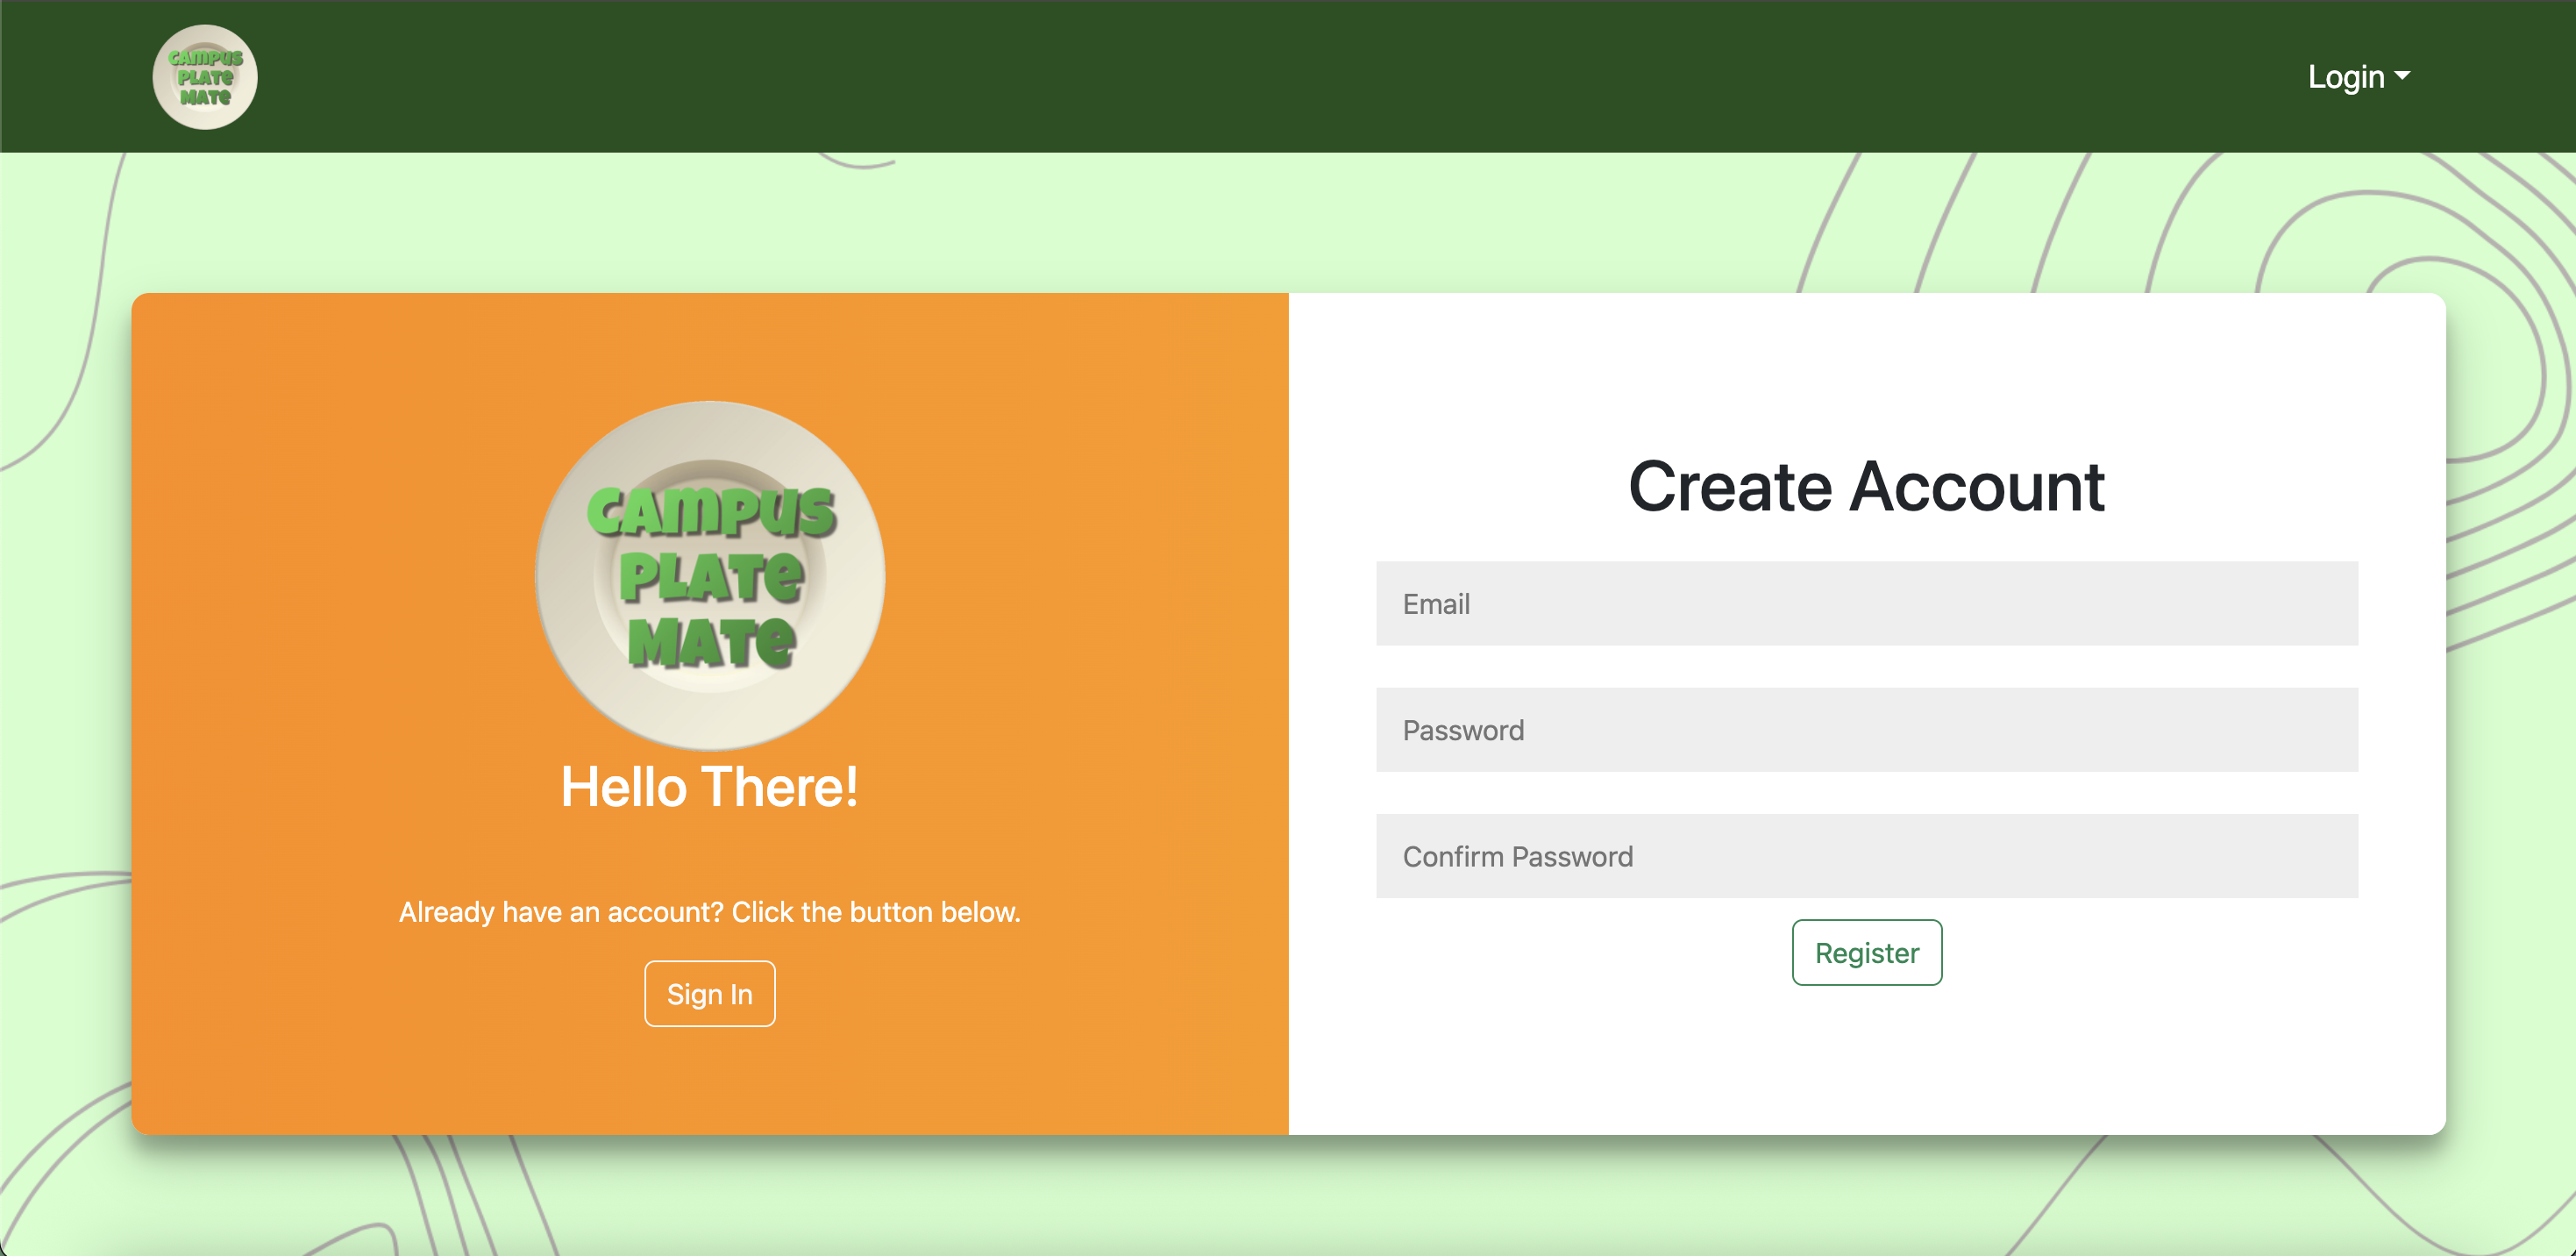 CAMPUS
PLATE
MATE
Login
CAMPUS
PLATE
MATE
Hello There!
Already have an account? Click the button below.
Sign In
Create Account
Email
Password
Confirm Password
Register